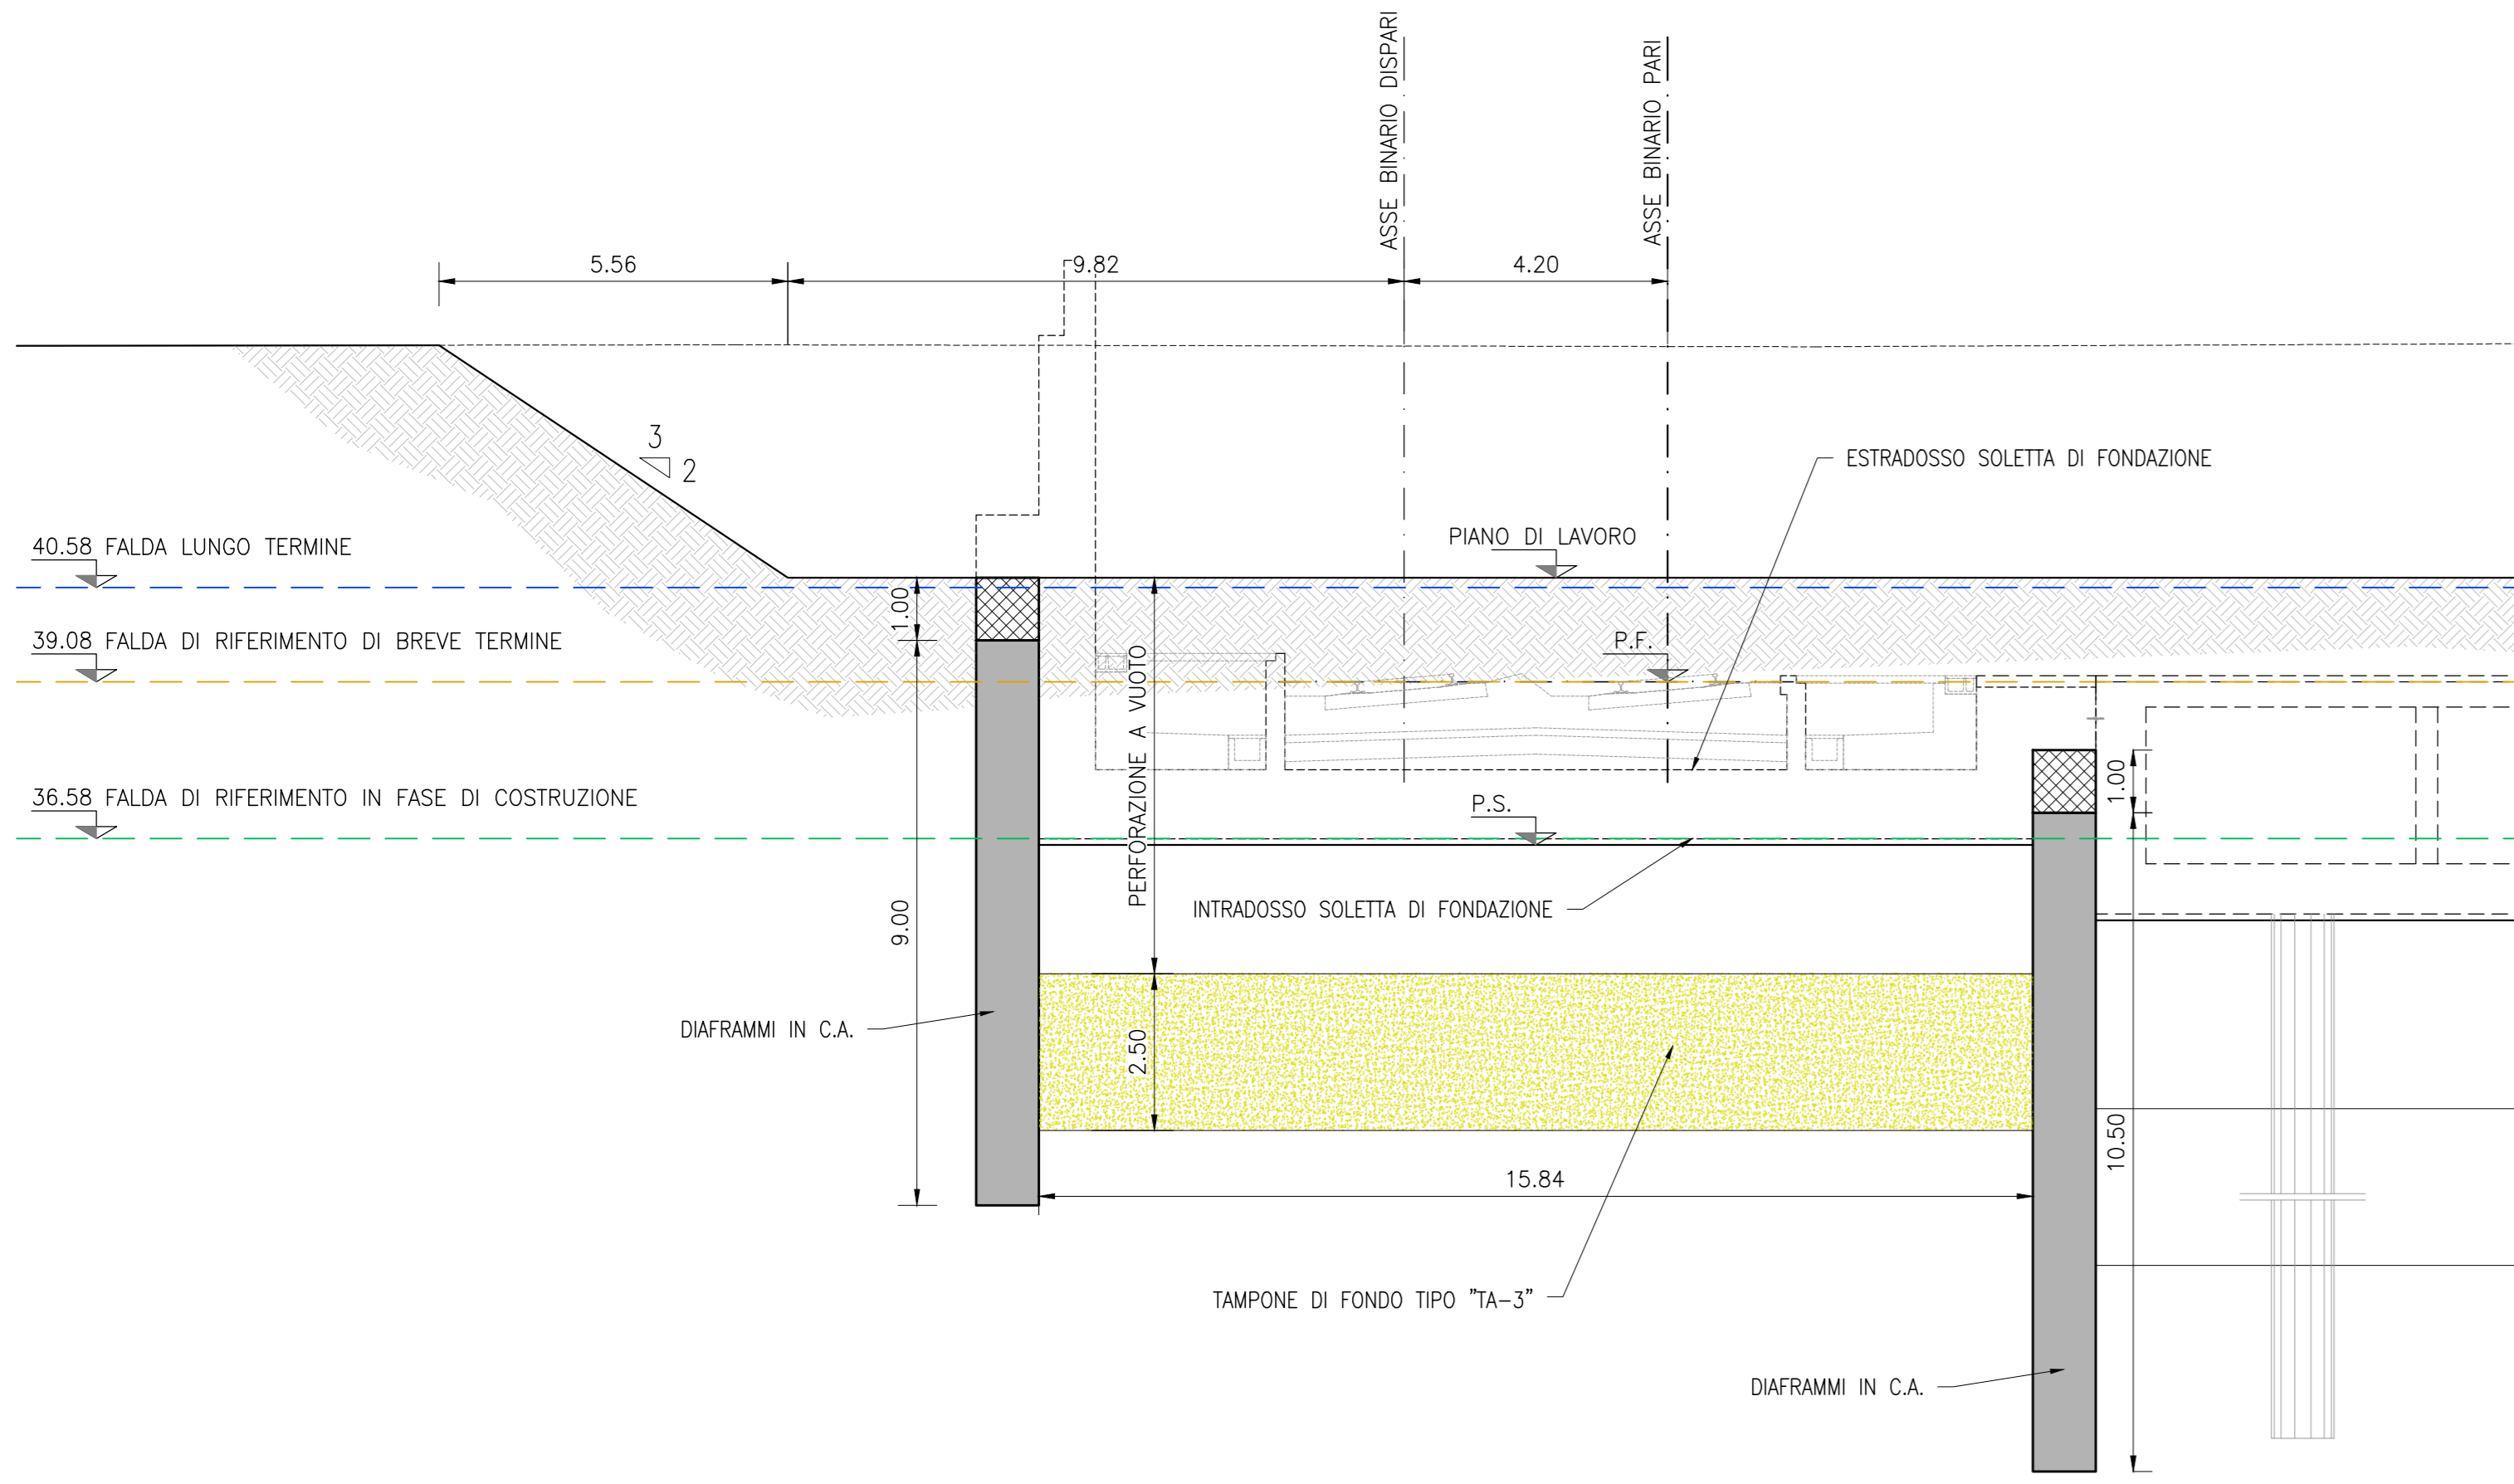 ASSE BINARIO DISPARI
ASSE BINARIO PARI
5.56
9.82
4.20
3
2
ESTRADOSSO SOLETTA DI FONDAZIONE
40.58 FALDA LUNGO TERMINE
PIANO DI LAVORO
1.00
39.08 FALDA DI RIFERIMENTO DI BREVE TERMINE
P.F.
PERFORAZIONE A VUOTO
36.58 FALDA DI RIFERIMENTO IN FASE DI COSTRUZIONE
P.S.
1.00
9.00
INTRADOSSO SOLETTA DI FONDAZIONE
DIAFRAMMI IN C.A.
2.50
10.50
15.84
TAMPONE DI FONDO TIPO "TA-3"
DIAFRAMMI IN C.A.